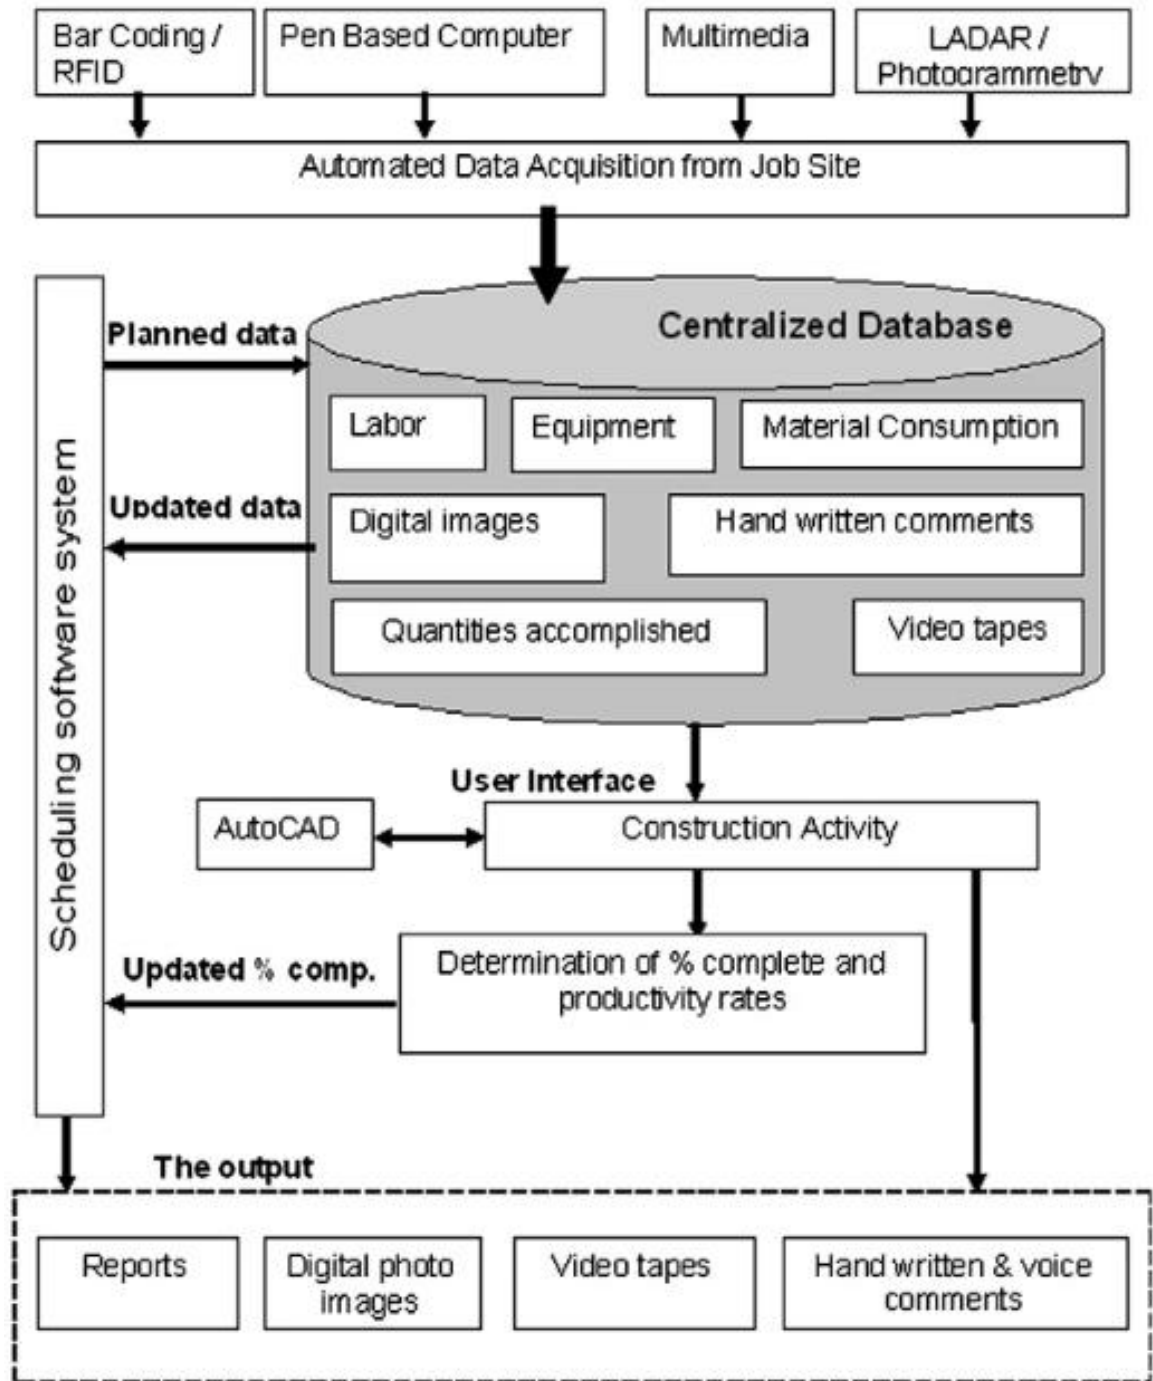 Bar Coding /
RFID
Pen Based Computer
Multimedia
LADAR /
Photogrammetry
Automated Data Acquisition from Job Site
Centralized Database
Planned data
Labor
Equipment
Material Consumption
Updated data
Digital images
Hand written comments
Quantities accomplished
Video tapes
Scheduling software system
User Interface
AutoCAD
Construction Activity
Updated % comp.
Determination of % complete and
productivity rates
The output
Reports
Digital photo
images
Video tapes
Hand written & voice
comments